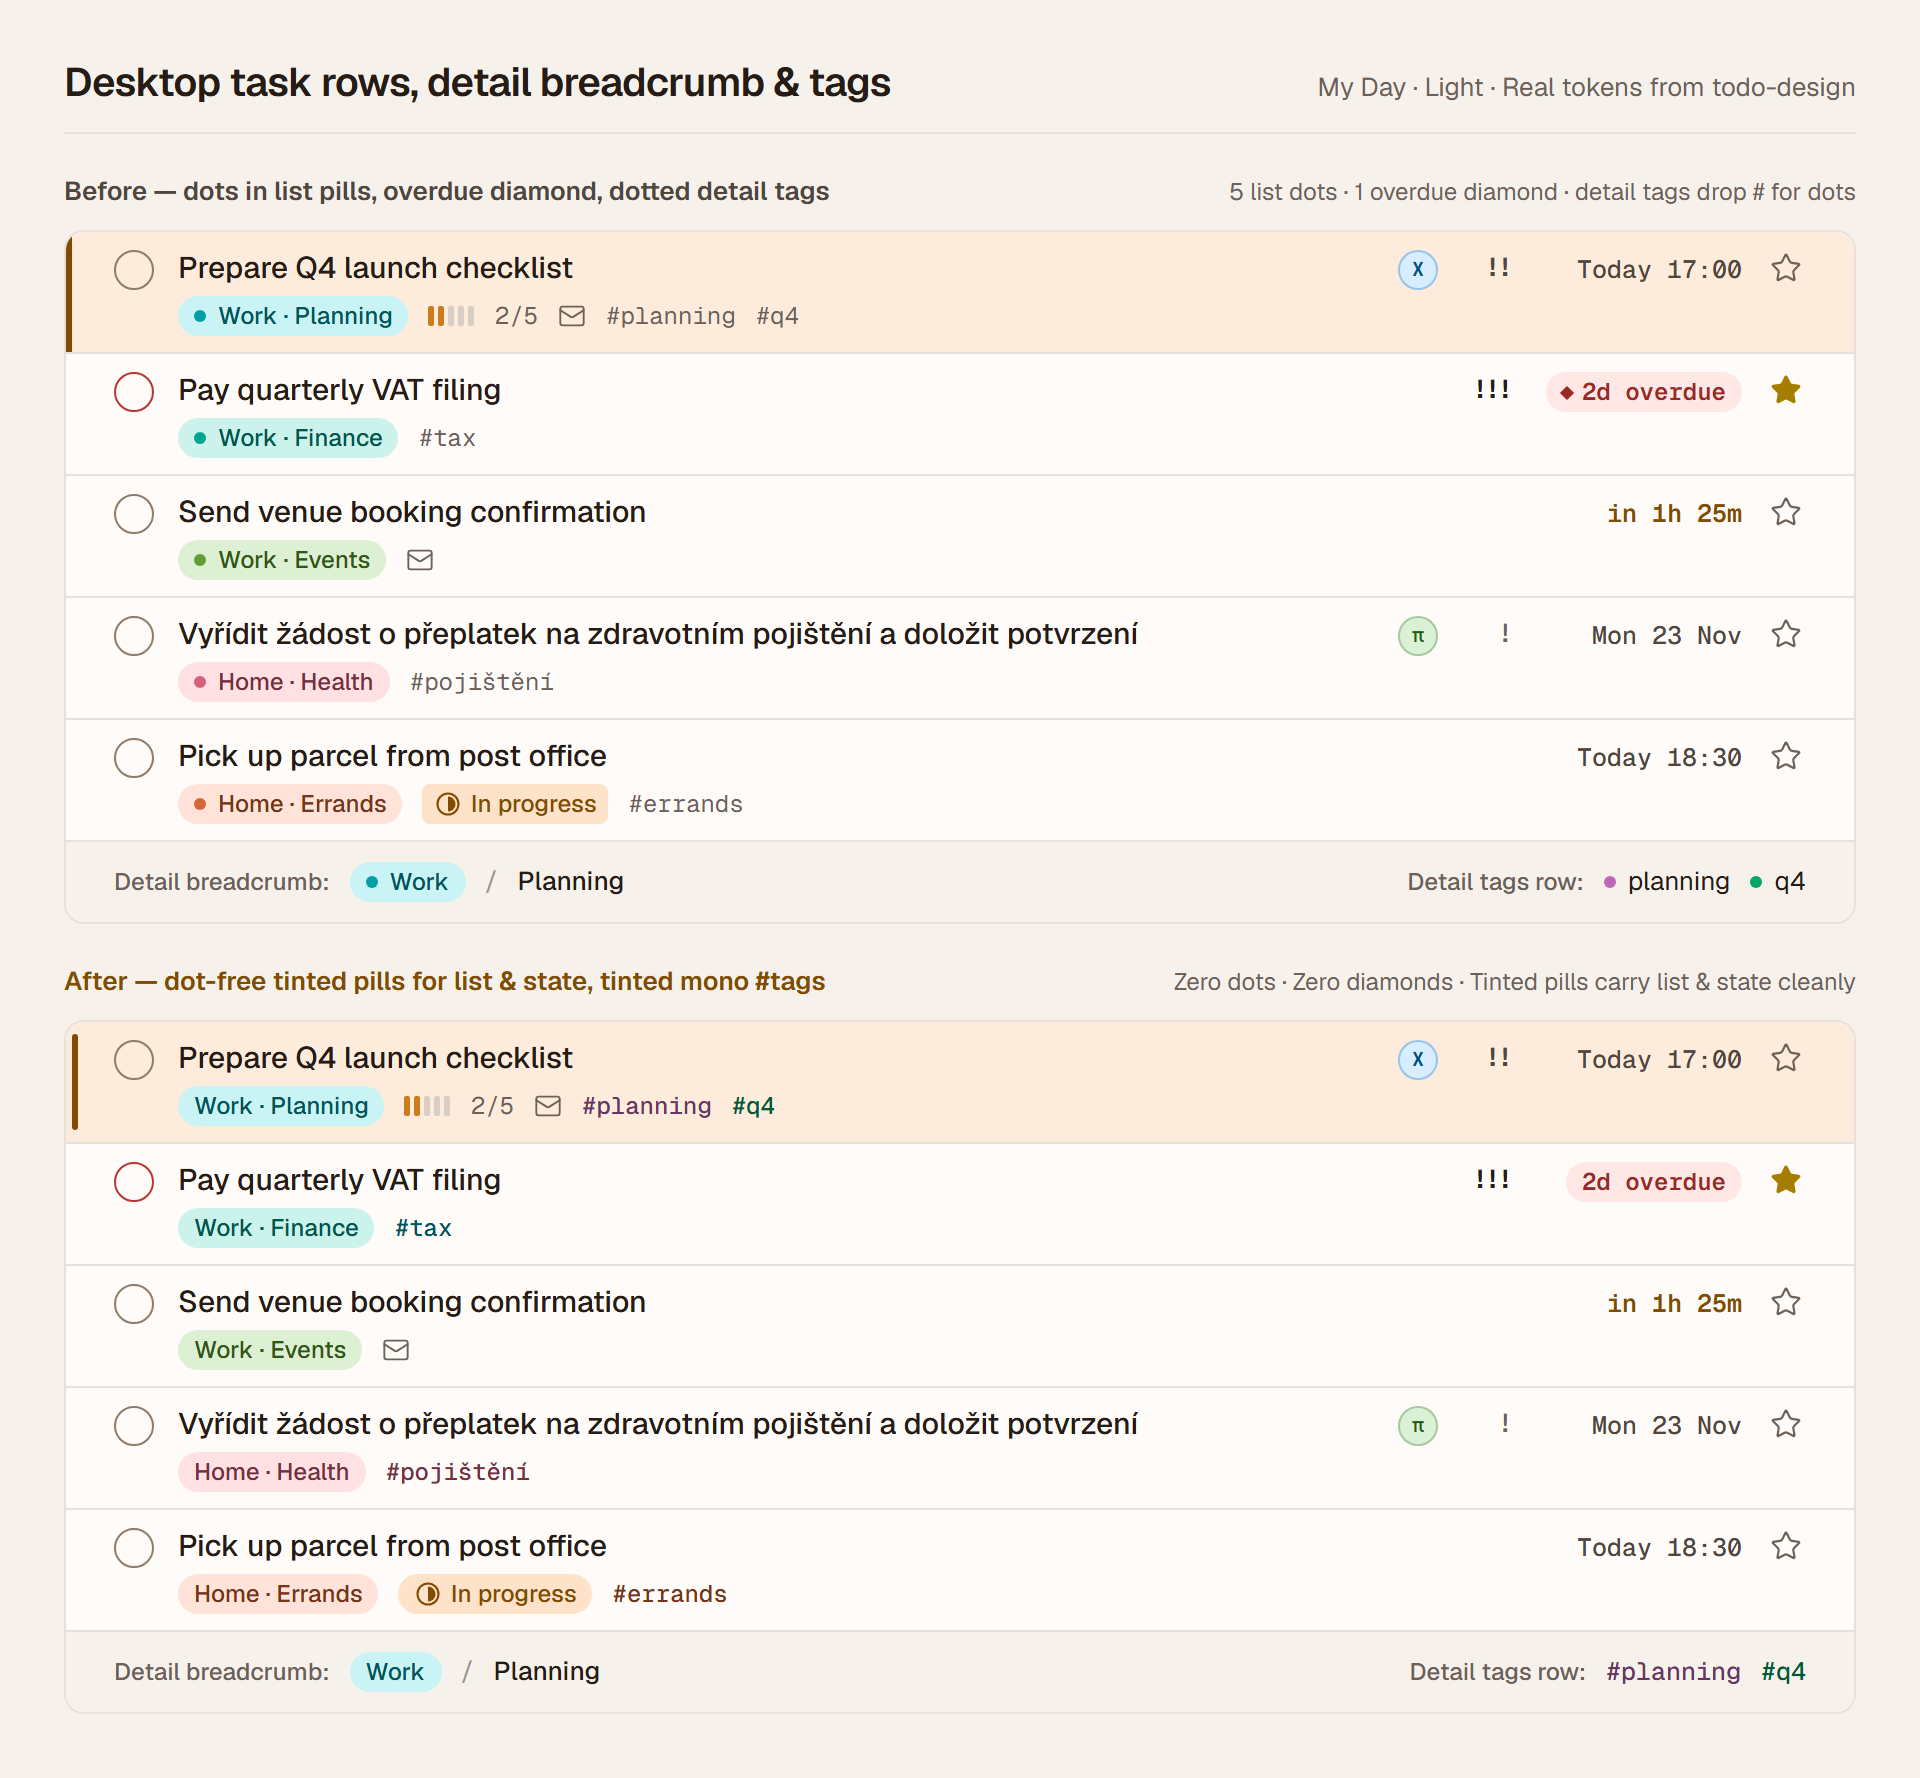 Desktop task rows, detail breadcrumb & tags
My Day · Light · Real tokens from todo-design
Before — dots in list pills, overdue diamond, dotted detail tags
5 list dots · 1 overdue diamond · detail tags drop # for dots
Prepare Q4 launch checklist X !! Today 17:00
Work · Planning 2/5 #planning #q4
Pay quarterly VAT filing !!! 2d overdue
Work · Finance #tax
Send venue booking confirmation in 1h 25m
Work · Events
Vyřídit žádost o přeplatek na zdravotním pojištění a doložit potvrzení π ! Mon 23 Nov
Home · Health #pojištění
Pick up parcel from post office Today 18:30
Home · Errands In progress #errands
Detail breadcrumb: Work / Planning Detail tags row: planning q4
After — dot-free tinted pills for list & state, tinted mono #tags
Zero dots · Zero diamonds · Tinted pills carry list & state cleanly
Prepare Q4 launch checklist X !! Today 17:00
Work · Planning 2/5 #planning #q4
Pay quarterly VAT filing !!! 2d overdue
Work · Finance #tax
Send venue booking confirmation in 1h 25m
Work · Events
Vyřídit žádost o přeplatek na zdravotním pojištění a doložit potvrzení π ! Mon 23 Nov
Home · Health #pojištění
Pick up parcel from post office Today 18:30
Home · Errands In progress #errands
Detail breadcrumb: Work / Planning Detail tags row: #planning #q4